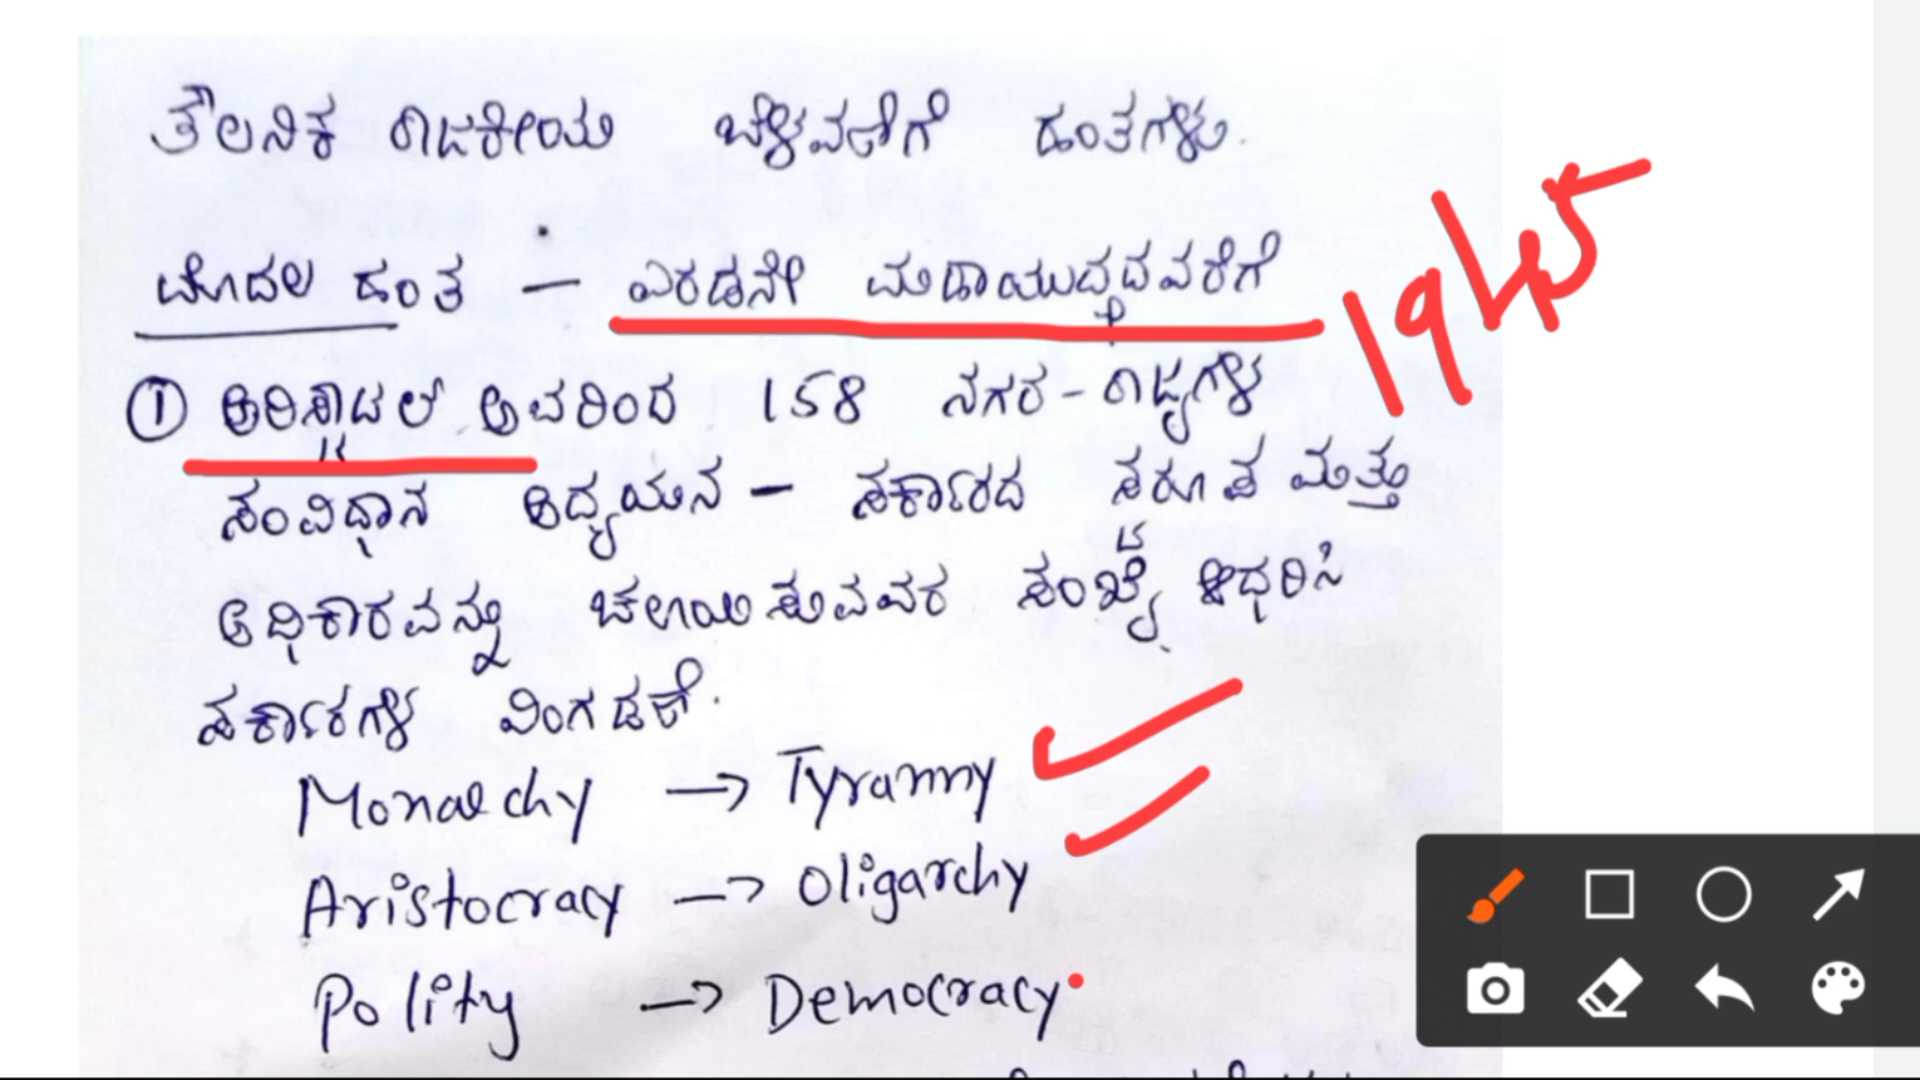 ತೌಲನಿಕ ರಾಜಕೀಯ ಬೆಳವಣಿಗೆ ಹಂತಗಳು.
ಮೊದಲ ಹಂತ - ಎರಡನೇ ಮಹಾಯುದ್ಧದವರೆಗೆ 1945
① ಅರಿಸ್ಟಾಟಲ್ ಅವರಿಂದ 158 ನಗರ - ರಾಜ್ಯಗಳ
ಸಂವಿಧಾನ ಅಧ್ಯಯನ - ಸರ್ಕಾರದ ಸ್ವರೂಪ ಮತ್ತು
ಅಧಿಕಾರವನ್ನು ಚಲಾಯಿಸುವವರ ಸಂಖ್ಯೆ ಆಧರಿಸಿ
ಸರ್ಕಾರಗಳ ವಿಂಗಡಣೆ.
Monarchy → Tyranny
Aristocracy → Oligarchy
Polity → Democracy